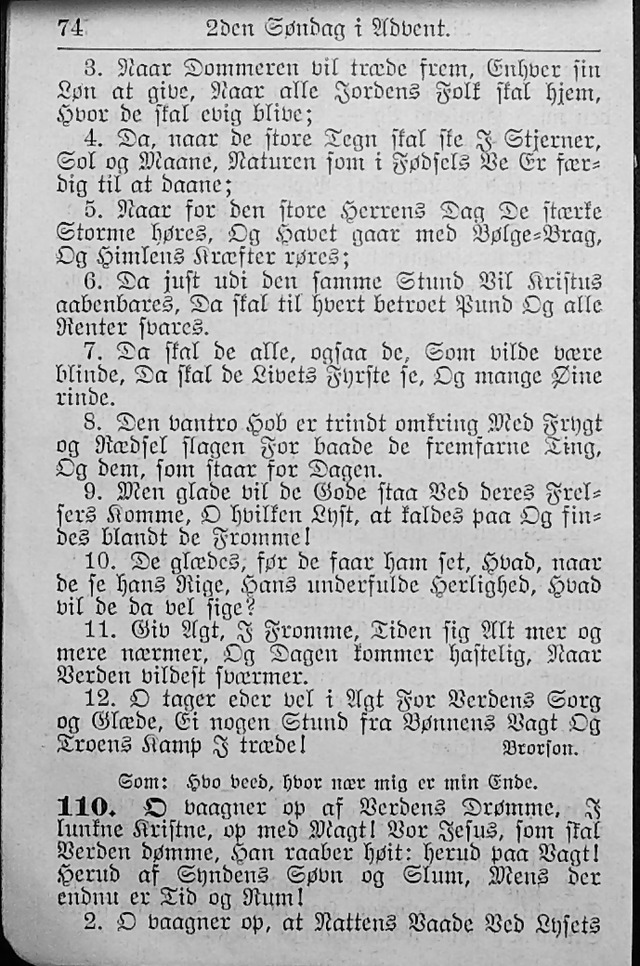 74 2den Søndag i Advent.
3. Naar Dommeren vil træde frem, Enhver sin
Løn at give, Naar alle Jordens Folk skal hjem,
Hvor de skal evig blive;
4. Da, naar de store Tegn skal ske I Stjerner,
Sol og Maane, Naturen som i Fødsels Ve Er fær-
dig til at daane;
5. Naar for den store Herrens Dag De stærke
Storme høres, Og Havet gaar med Bølge-Brag,
Og Himlens Kræfter røres;
6. Da just udi den samme Stund Vil Kristus
aabenbares, Da skal til hvert betroet Pund Og alle
Renter svares.
7. Da skal de alle, ogsaa de, Som vilde være
blinde, Da skal de Livets Fyrste se, Og mange Øine
rinde.
8. Den vantro Hob er trindt omkring Med Frygt
og Rædsel slagen For baade de fremfarne Ting,
Og dem, som staar for Dagen.
9. Men glade vil de Gode staa Ved deres Frel-
sers Komme, O hvilken Lyst, at kaldes paa Og fin-
des blandt de Fromme!
10. De glædes, før de faar ham set, Hvad, naar
de se hans Rige, Hans underfulde Herlighed, Hvad
vil de da vel sige?
11. Giv Agt, I Fromme, Tiden sig Alt mer og
mere nærmer, Og Dagen kommer hastelig, Naar
Verden vildest sværmer.
12. O tager eder vel i Agt For Verdens Sorg
og Glæde, Ei nogen Stund fra Bønnens Vagt Og
Troens Kamp I træde! Brorson.
Som: Hvo veed, hvor nær mig er min Ende.
110. O vaagner op af Verdens Drømme, I
lunkne Kristne, op med Magt! Vor Jesus, som skal
Verden dømme, Han raaber høit: herud paa Vagt!
Herud af Syndens Søvn og Slum, Mens der
endnu er Tid og Rum!
2. O vaagner op, at Nattens Vaade Ved Lysets